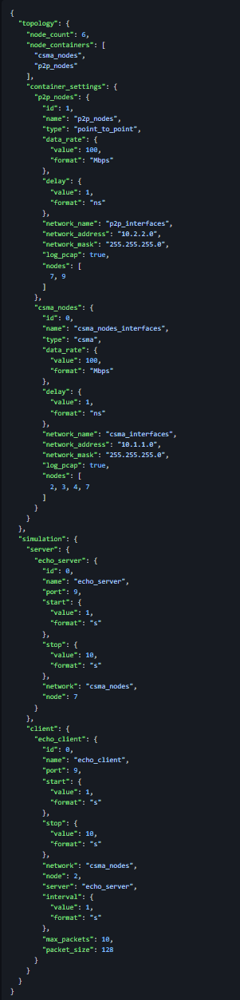 {
  "topology": {
    "node_count": 6,
    "node_containers": [
      "csma_nodes",
      "p2p_nodes"
    ],
    "container_settings": {
      "p2p_nodes": {
        "id": 1,
        "name": "p2p_nodes",
        "type": "point_to_point",
        "data_rate": {
          "value": 100,
          "format": "Mbps"
        },
        "delay": {
          "value": 1,
          "format": "ns"
        },
        "network_name": "p2p_interfaces",
        "network_address": "10.2.2.0",
        "network_mask": "255.255.255.0",
        "log_pcap": true,
        "nodes": [
          7, 9
        ]
      },
      "csma_nodes": {
        "id": 0,
        "name": "csma_nodes_interfaces",
        "type": "csma",
        "data_rate": {
          "value": 100,
          "format": "Mbps"
        },
        "delay": {
          "value": 1,
          "format": "ns"
        },
        "network_name": "csma_interfaces",
        "network_address": "10.1.1.0",
        "network_mask": "255.255.255.0",
        "log_pcap": true,
        "nodes": [
          2, 3, 4, 7
        ]
      }
    }
  },
  "simulation": {
    "server": {
      "echo_server": {
        "id": 0,
        "name": "echo_server",
        "port": 9,
        "start": {
          "value": 1,
          "format": "s"
        },
        "stop": {
          "value": 10,
          "format": "s"
        },
        "network": "csma_nodes",
        "node": 7
      }
    },
    "client": {
      "echo_client": {
        "id": 0,
        "name": "echo_client",
        "port": 9,
        "start": {
          "value": 1,
          "format": "s"
        },
        "stop": {
          "value": 10,
          "format": "s"
        },
        "network": "csma_nodes",
        "node": 2,
        "server": "echo_server",
        "interval": {
          "value": 1,
          "format": "s"
        },
        "max_packets": 10,
        "packet_size": 128
      }
    }
  }
}